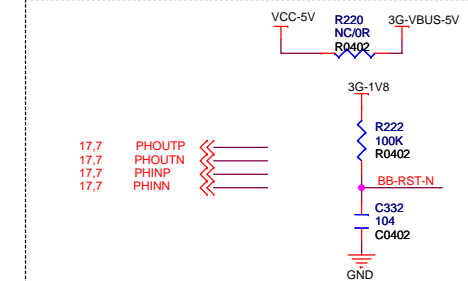 VCC-5V R220 3G-VBUS-5V
NC/0R
R0402
3G-1V8
R222
100K
R0402
17,7 PHOUTP
17,7 PHOUTN
17,7 PHINP
17,7 PHINN
BB-RST-N
C332
104
C0402
GND